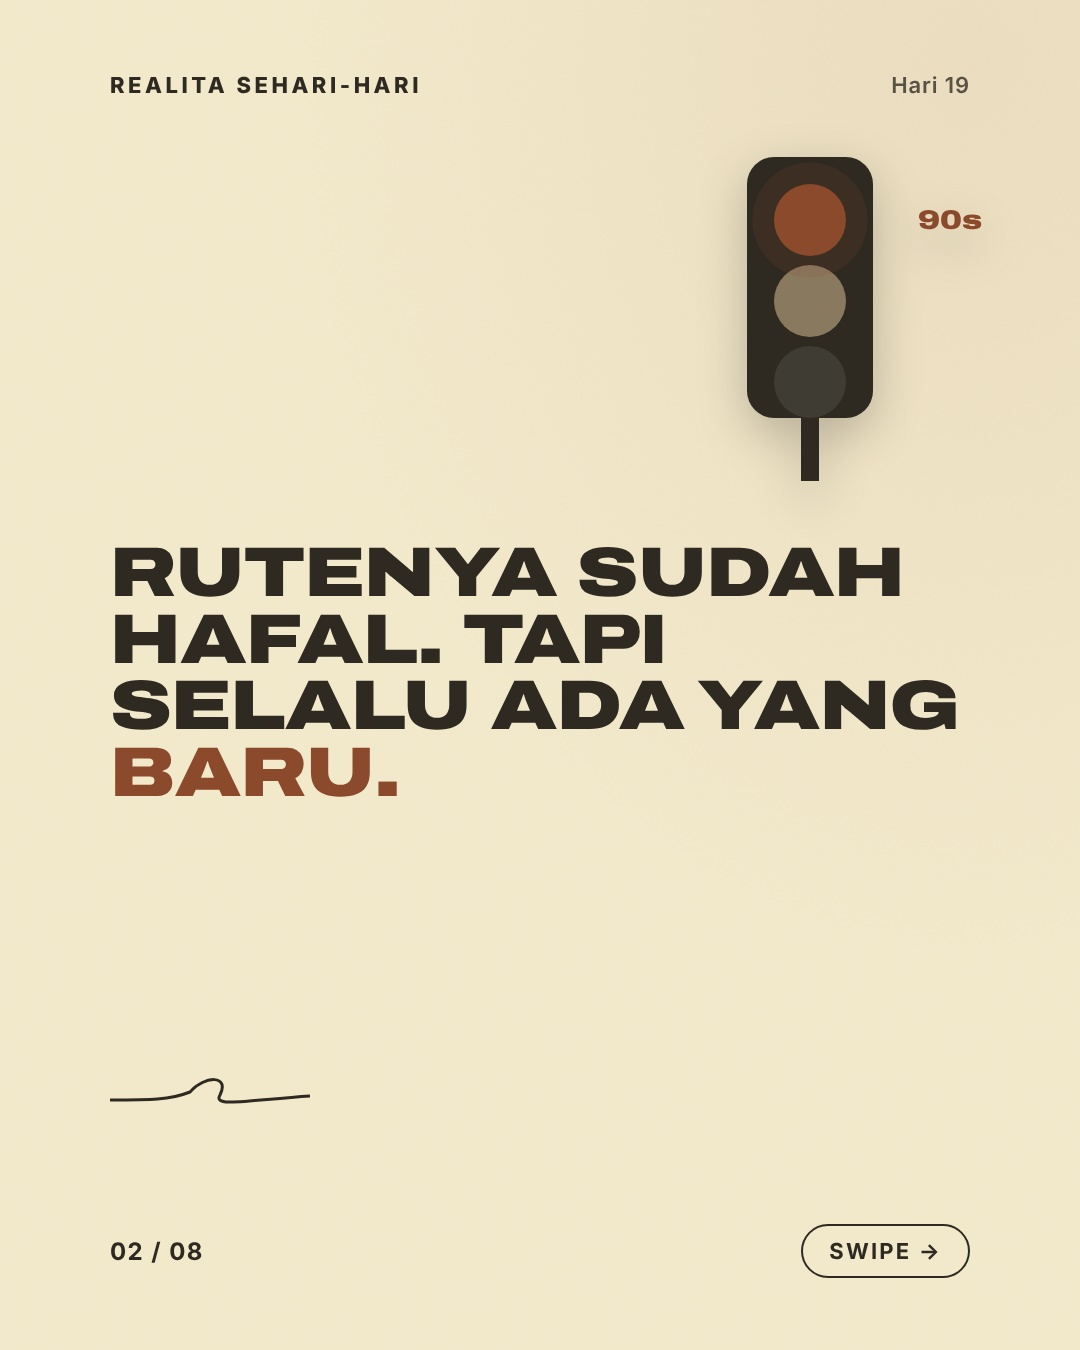 REALITA SEHARI-HARI
Hari 19
90s
RUTENYA SUDAH
HAFAL. TAPI
SELALU ADA YANG
BARU.
02 / 08
SWIPE →